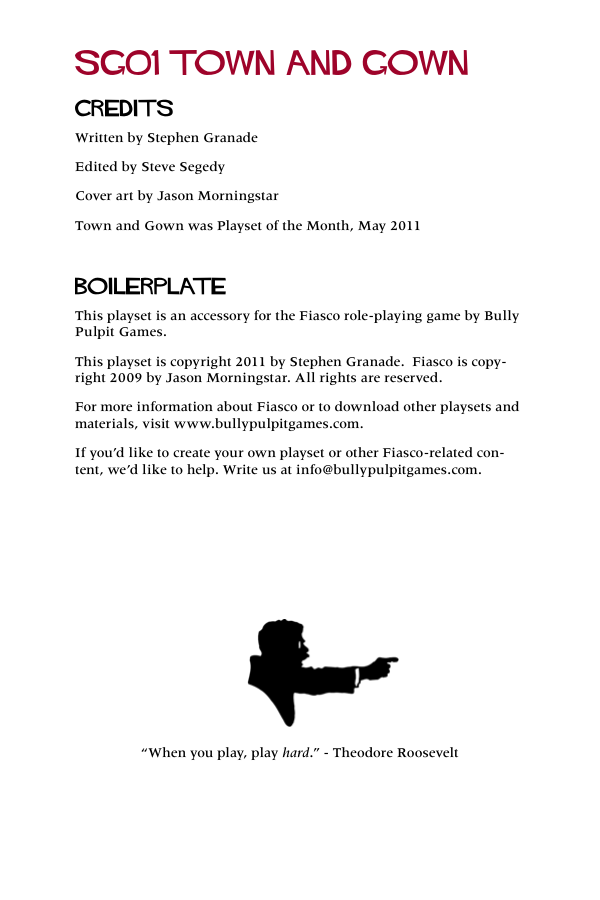 SG01 TOWN AND GOWN
CREDITS
Written by Stephen Granade
Edited by Steve Segedy
Cover art by Jason Morningstar
Town and Gown was Playset of the Month, May 2011
BOILERPLATE
This playset is an accessory for the Fiasco role-playing game by Bully
Pulpit Games.
This playset is copyright 2011 by Stephen Granade.  Fiasco is copy-
right 2009 by Jason Morningstar. All rights are reserved.
For more information about Fiasco or to download other playsets and
materials, visit www.bullypulpitgames.com.
If you’d like to create your own playset or other Fiasco-related con-
tent, we’d like to help. Write us at info@bullypulpitgames.com.
“When you play, play hard.” - Theodore Roosevelt